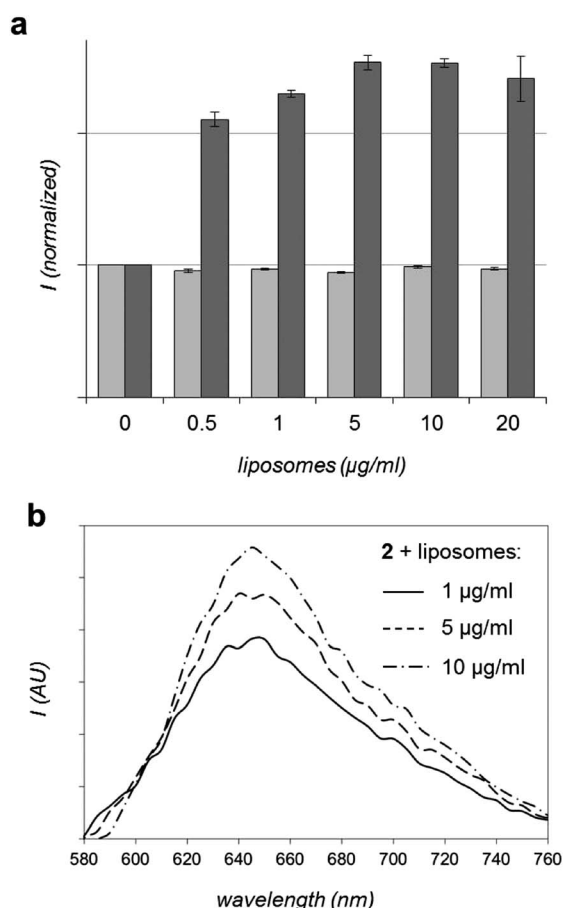 a
I (normalized)
0 0.5 1 5 10 20
liposomes (µg/ml)
b
2 + liposomes:
1 µg/ml
5 µg/ml
10 µg/ml
I (AU)
580 600 620 640 660 680 700 720 740 760
wavelength (nm)